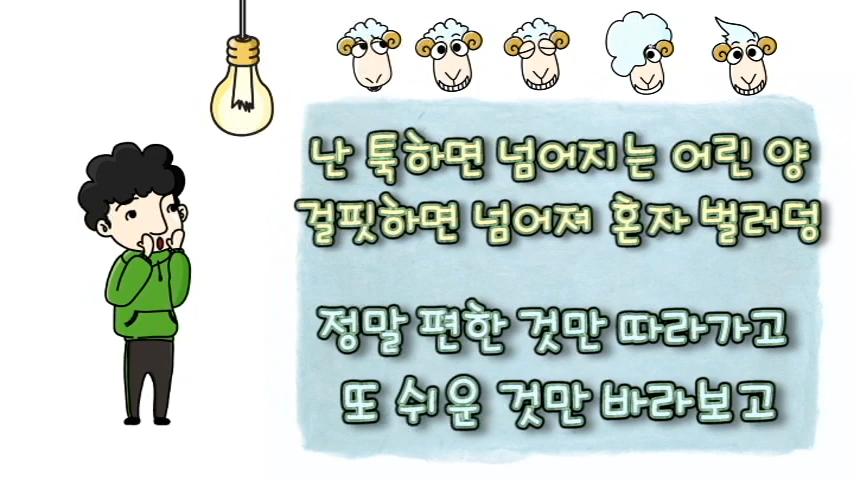 난 툭하면 넘어지는 어린 양
걸핏하면 넘어져 혼자 벌러덩
정말 편한 것만 따라가고
또 쉬운 것만 바라보고